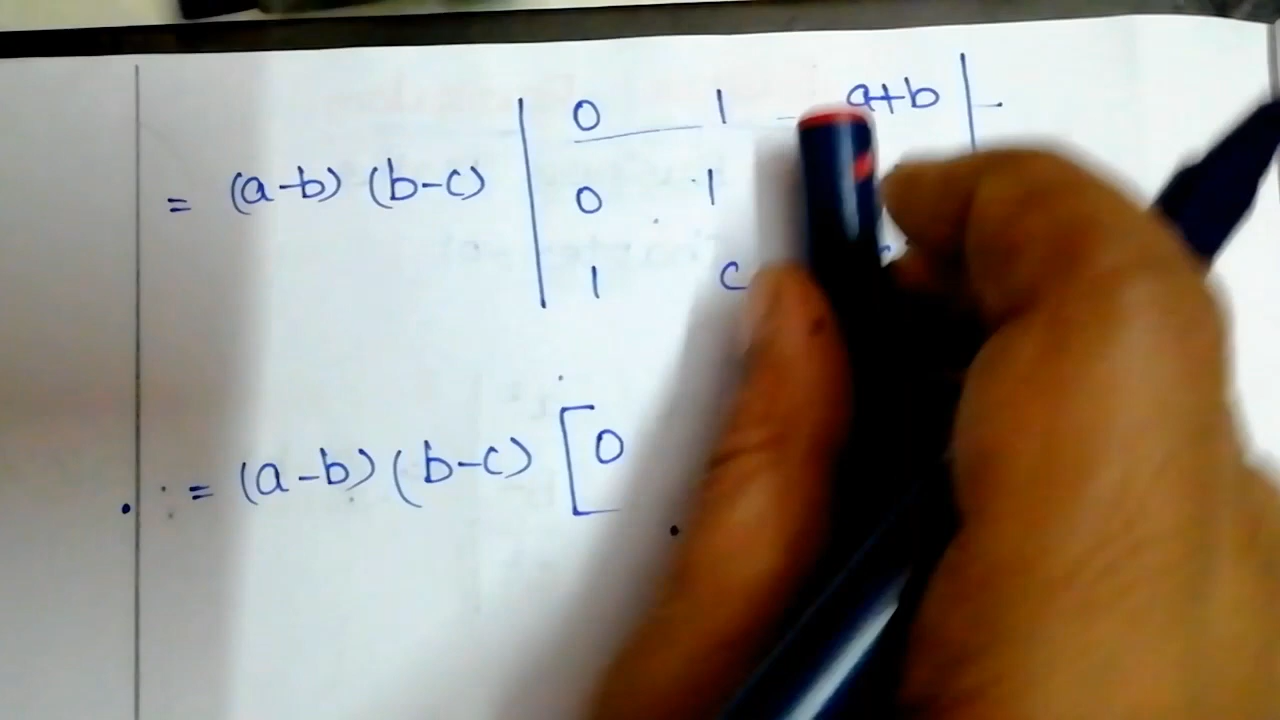 0 1 a+b
= (a-b) (b-c) 0 1
1 c
= (a-b) (b-c) [0